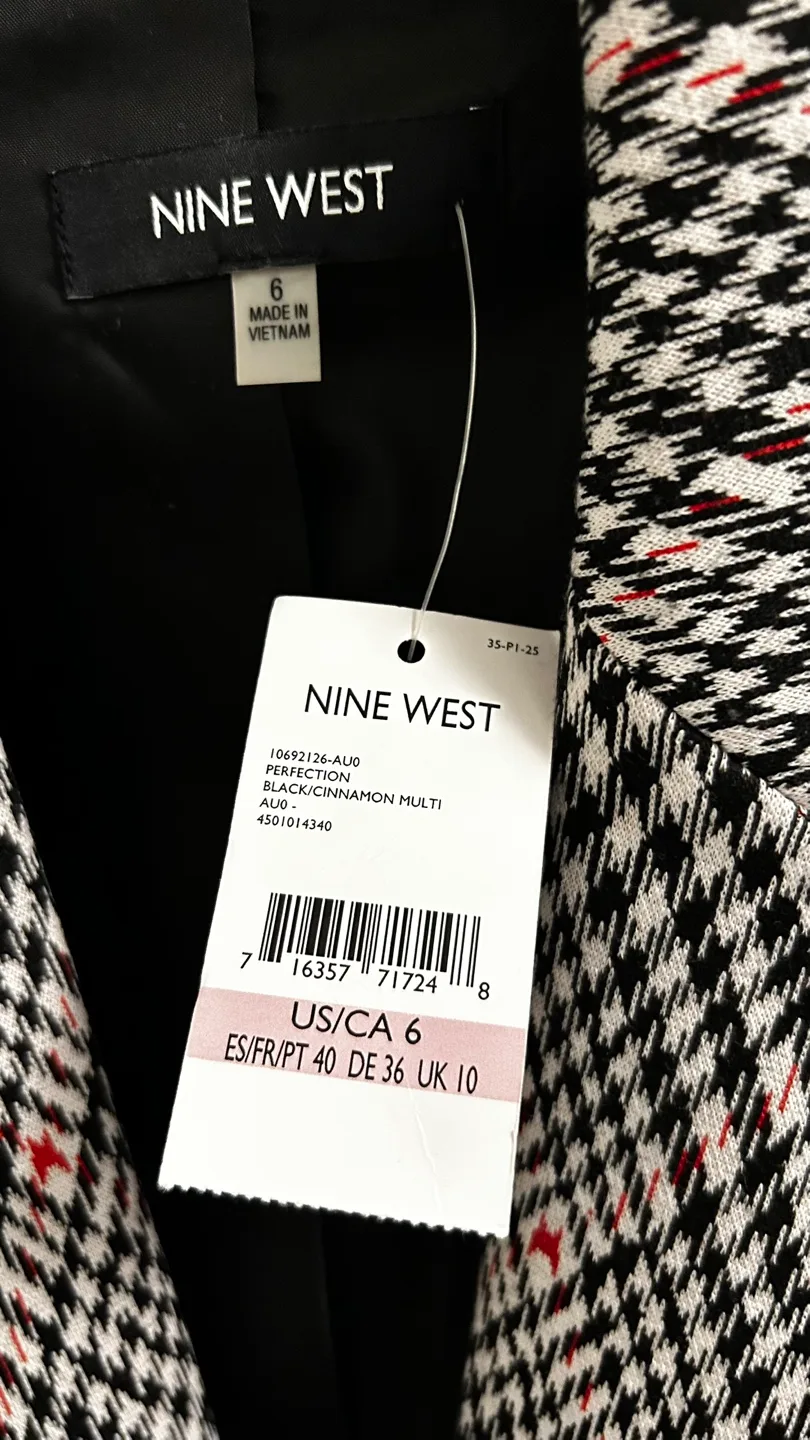 NINE WEST
6
MADE IN
VIETNAM
35-P1-25
NINE WEST
10692126-AU0
PERFECTION
BLACK/CINNAMON MULTI
AU0 -
4501014340
7 16357 71724 8
US/CA 6
ES/FR/PT 40 DE 36 UK 10